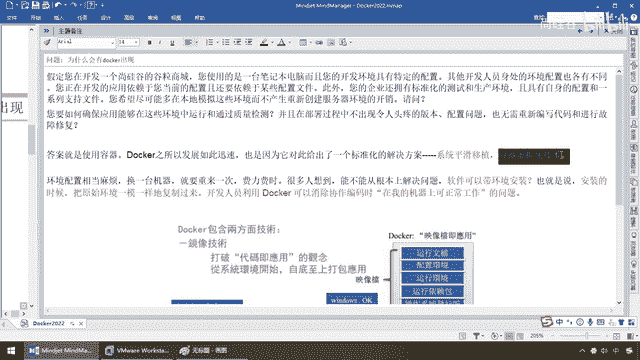 Mindjet MindManager - Docker2022.mmap
主题备注
Arial
14
问题：为什么会有docker出现
出现
假定您在开发一个尚硅谷的谷粒商城，您使用的是一台笔记本电脑而且您的开发环境具有特定的配置。其他开发人员身处的环境配置也各有不同
。您正在开发的应用依赖于您当前的配置且还要依赖于某些配置文件。此外，您的企业还拥有标准化的测试和生产环境，且具有自身的配置和一
系列支持文件。您希望尽可能多在本地模拟这些环境而不产生重新创建服务器环境的开销。请问？
您要如何确保应用能够在这些环境中运行和通过质量检测？并且在部署过程中不出现令人头疼的版本、配置问题，也无需重新编写代码和进行故
障修复？
答案就是使用容器。Docker之所以发展如此迅速，也是因为它对此给出了一个标准化的解决方案-----系统平滑移植，
环境配置相当麻烦，换一台机器，就要重来一次，费力费时。很多人想到，能不能从根本上解决问题，软件可以带环境安装？也就是说，安装的
时候，把原始环境一模一样地复制过来。开发人员利用 Docker 可以消除协作编码时“在我的机器上可正常工作”的问题。
Docker包含兩方面技術：
－鏡像技術
打破“代碼即應用”的觀念
從系統環境開始，自底至上打包應用
Docker: “映像檔即應用”
映像檔
运行文檔
配置環境
运行環境
运行依赖包
windows OK
Docker2022
205%
Mindjet MindMa...
VMware Worksta...
无标题 - 画图
中